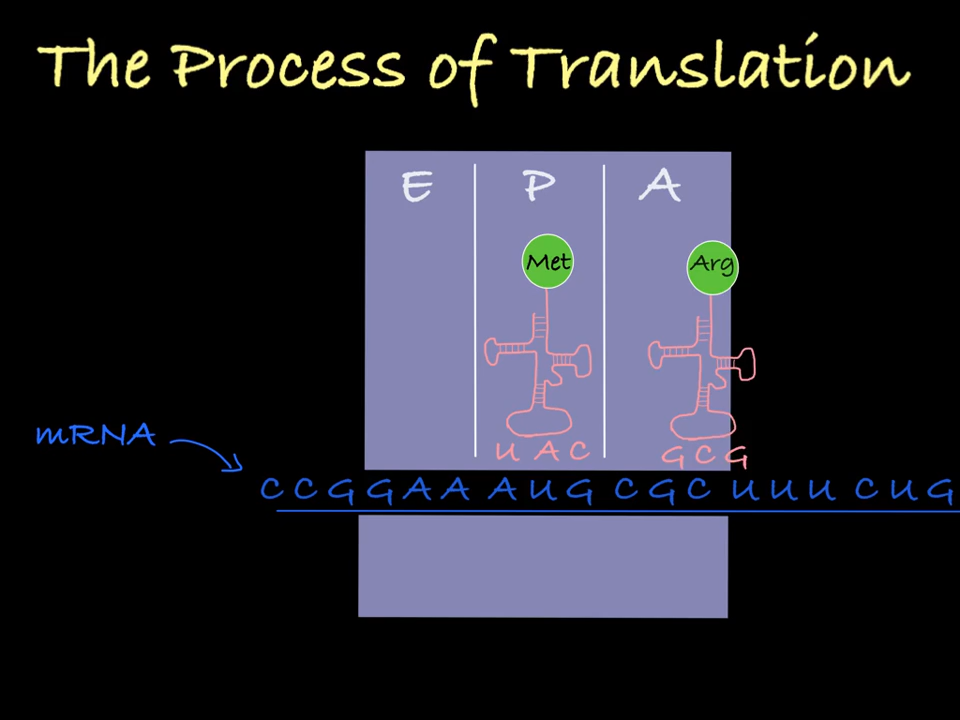 The Process of Translation
E P A
Met Arg
mRNA
UAC GCG
CCGGAA AUG CGC UUU CUG